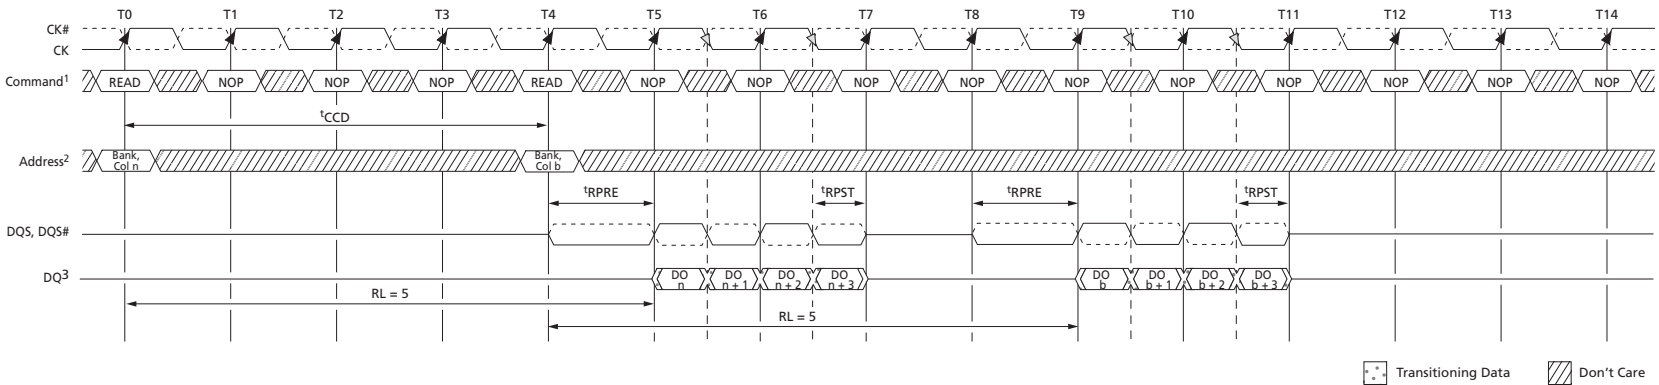 T0 T1 T2 T3 T4 T5 T6 T7 T8 T9 T10 T11 T12 T13 T14
CK#
CK
Command1 READ NOP NOP NOP READ NOP NOP NOP NOP NOP NOP NOP NOP NOP NOP
tCCD
Address2 Bank, Col n Bank, Col b
tRPRE tRPST tRPRE tRPST
DQS, DQS#
DQ3 DO n DO n + 1 DO n + 2 DO n + 3 DO b DO b + 1 DO b + 2 DO b + 3
RL = 5
RL = 5
Transitioning Data Don't Care